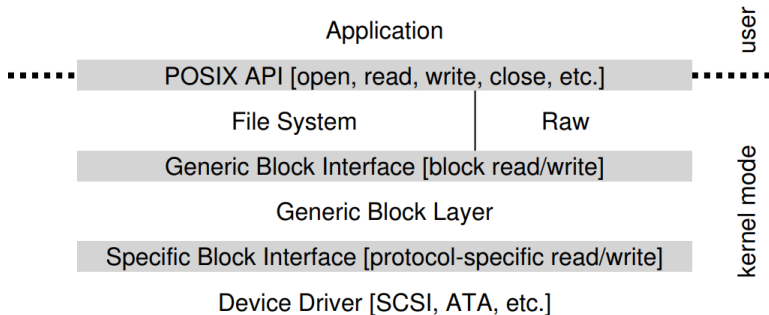 Application
user
POSIX API [open, read, write, close, etc.]
File System
Raw
Generic Block Interface [block read/write]
Generic Block Layer
kernel mode
Specific Block Interface [protocol-specific read/write]
Device Driver [SCSI, ATA, etc.]